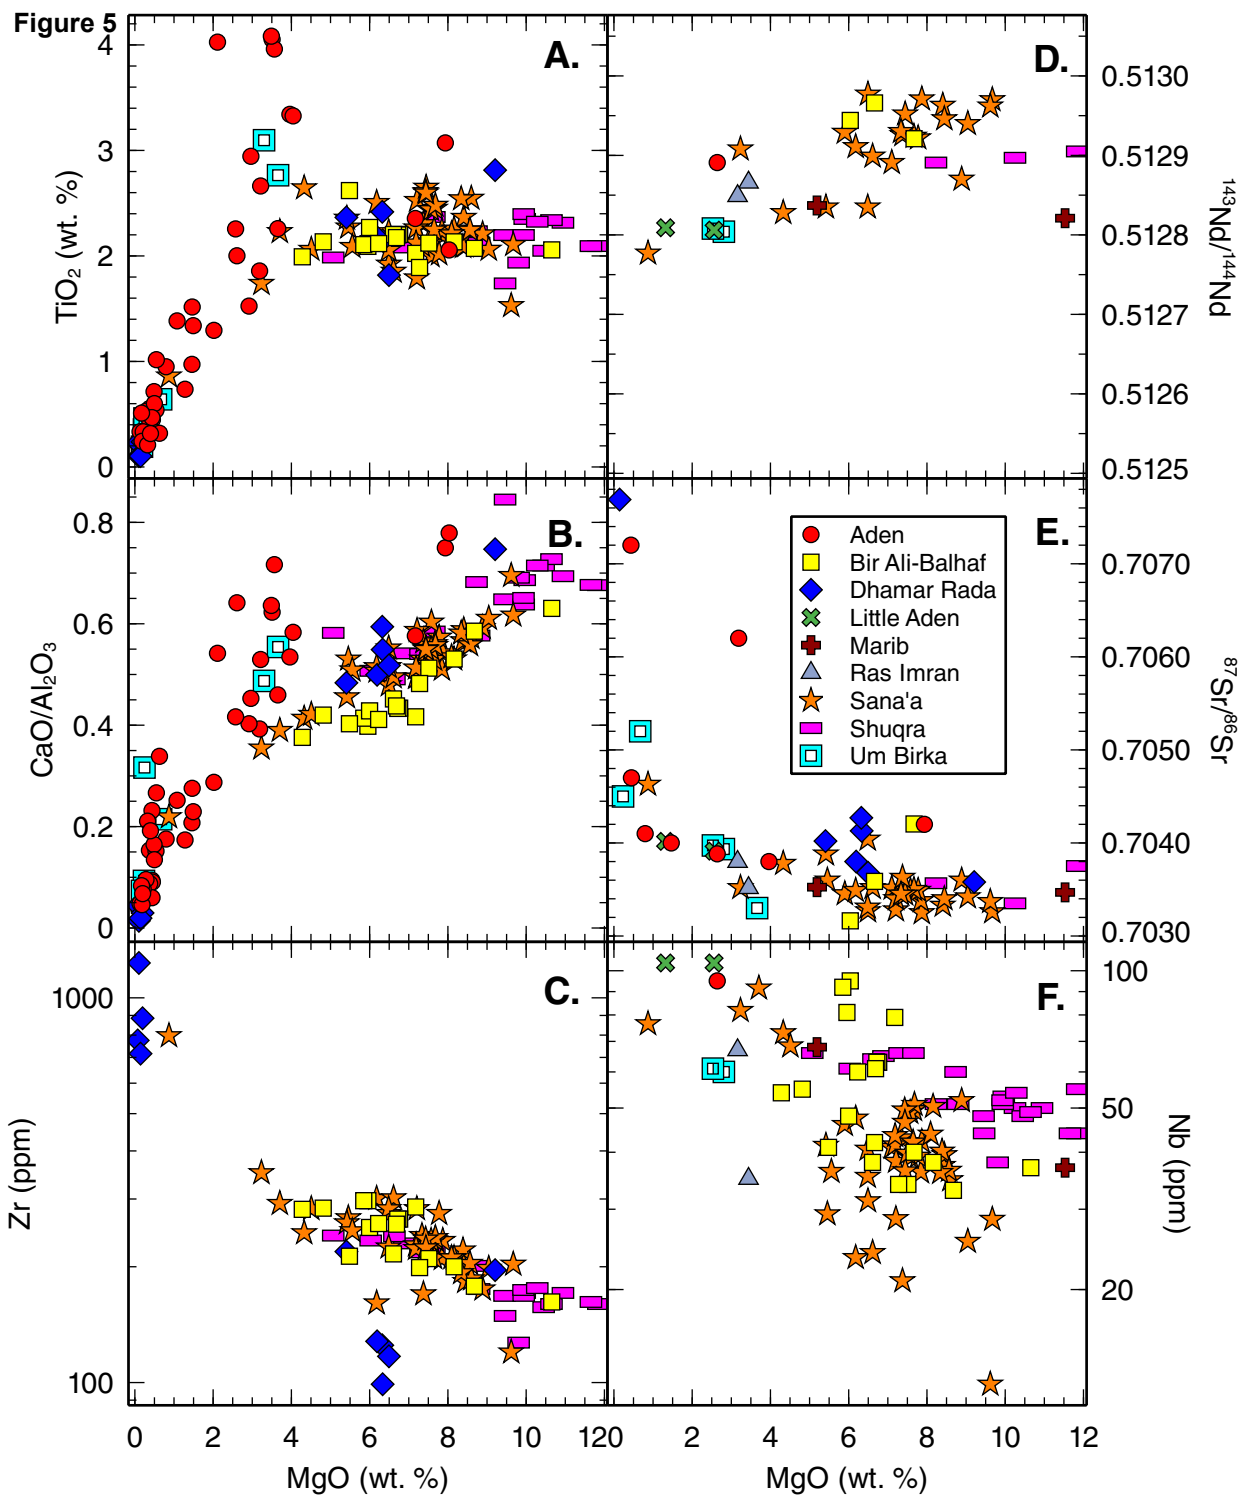 Figure 5
A.
4
3
2
1
0
TiO₂ (wt. %)
B.
0.8
0.6
0.4
0.2
0
CaO/Al₂O₃
C.
1000
100
Zr (ppm)
0 2 4 6 8 10 12
MgO (wt. %)
D.
0.5130
0.5129
0.5128
0.5127
0.5126
0.5125
¹⁴³Nd/¹⁴⁴Nd
E.
Aden
Bir Ali-Balhaf
Dhamar Rada
Little Aden
Marib
Ras Imran
Sana'a
Shuqra
Um Birka
0.7070
0.7060
0.7050
0.7040
0.7030
⁸⁷Sr/⁸⁶Sr
F.
100
50
20
Nb (ppm)
0 2 4 6 8 10 12
MgO (wt. %)